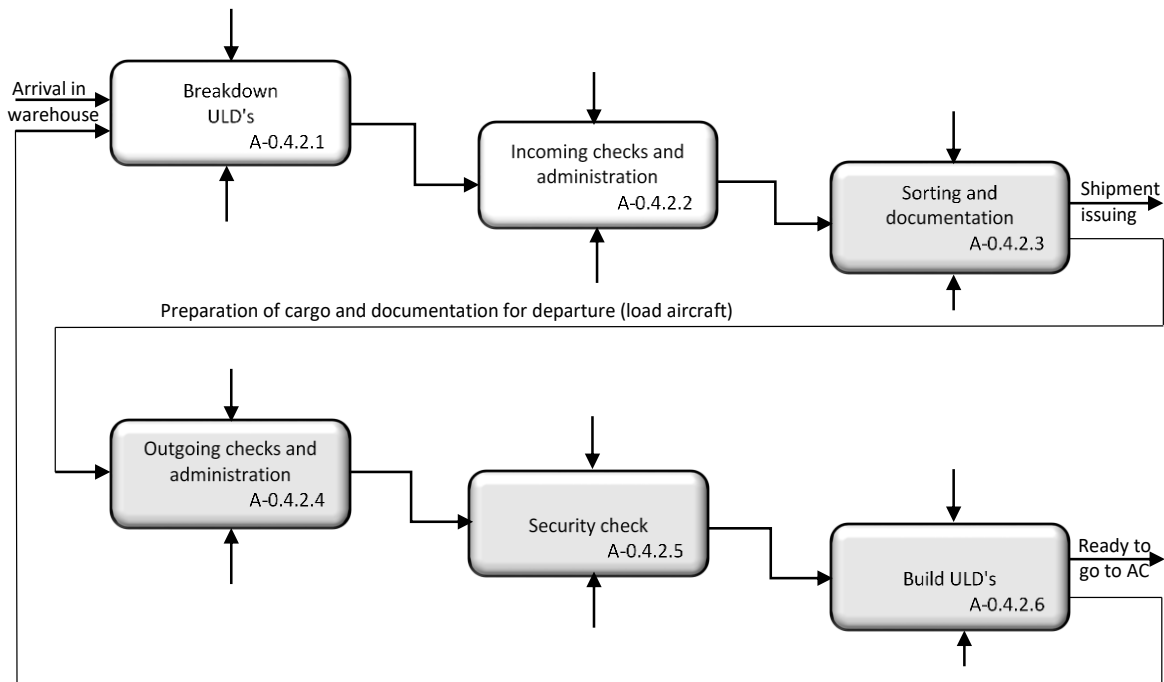 Arrival in
warehouse
Breakdown
ULD's
A-0.4.2.1
Incoming checks and
administration
A-0.4.2.2
Sorting and
documentation
A-0.4.2.3
Shipment
issuing
Preparation of cargo and documentation for departure (load aircraft)
Outgoing checks and
administration
A-0.4.2.4
Security check
A-0.4.2.5
Build ULD's
A-0.4.2.6
Ready to
go to AC